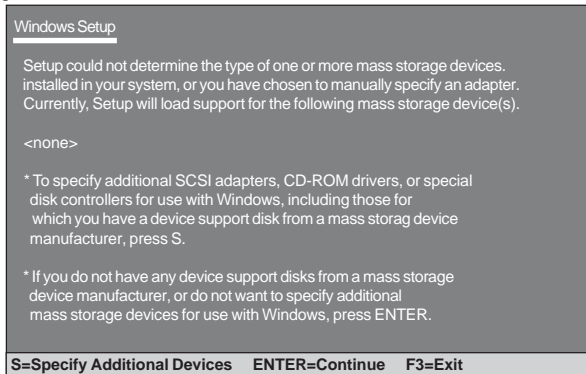 Windows Setup
Setup could not determine the type of one or more mass storage devices.
installed in your system, or you have chosen to manually specify an adapter.
Currently, Setup will load support for the following mass storage device(s).
<none>
* To specify additional SCSI adapters, CD-ROM drivers, or special
disk controllers for use with Windows, including those for
which you have a device support disk from a mass storag device
manufacturer, press S.
* If you do not have any device support disks from a mass storage
device manufacturer, or do not want to specify additional
mass storage devices for use with Windows, press ENTER.
S=Specify Additional Devices ENTER=Continue F3=Exit